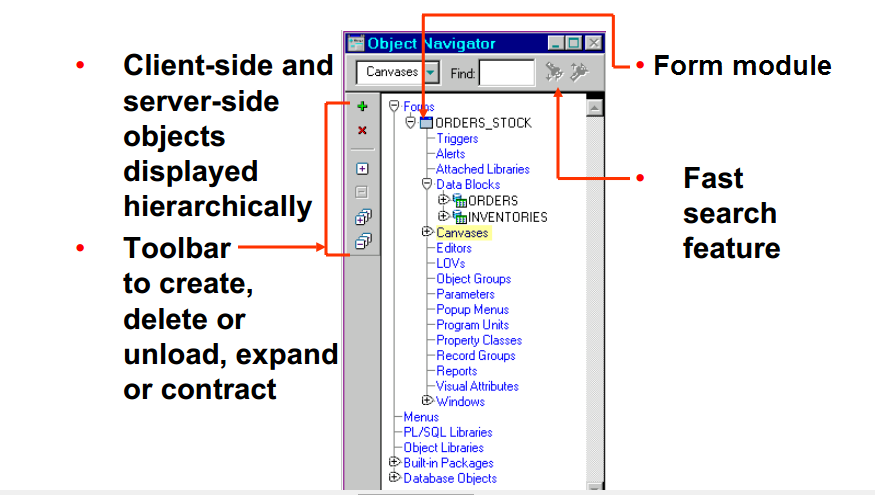 • Client-side and
server-side
objects
displayed
hierarchically
• Toolbar
to create,
delete or
unload, expand
or contract
Object Navigator
Canvases
Find:
Forms
ORDERS_STOCK
Triggers
Alerts
Attached Libraries
Data Blocks
ORDERS
INVENTORIES
Canvases
Editors
LOVs
Object Groups
Parameters
Popup Menus
Program Units
Property Classes
Record Groups
Reports
Visual Attributes
Windows
Menus
PL/SQL Libraries
Object Libraries
Built-in Packages
Database Objects
• Form module
• Fast
search
feature